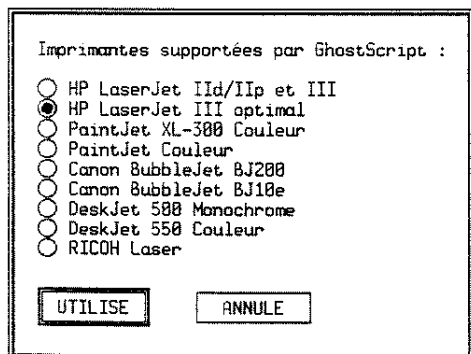 Imprimantes supportées par GhostScript :
HP LaserJet IId/IIp et III
HP LaserJet III optimal
PaintJet XL-300 Couleur
PaintJet Couleur
Canon BubbleJet BJ200
Canon BubbleJet BJ10e
DeskJet 500 Monochrome
DeskJet 550 Couleur
RICOH Laser
UTILISE ANNULE